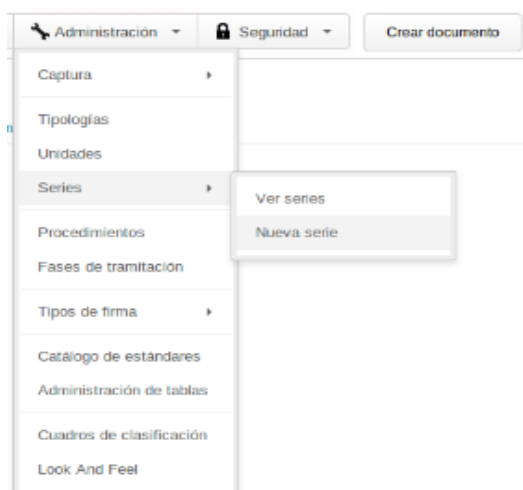 Administración Seguridad Crear documento
Captura
Tipologías
Unidades
Series
Ver series
Nueva serie
Procedimientos
Fases de tramitación
Tipos de firma
Catálogo de estándares
Administración de tablas
Cuadros de clasificación
Look And Feel